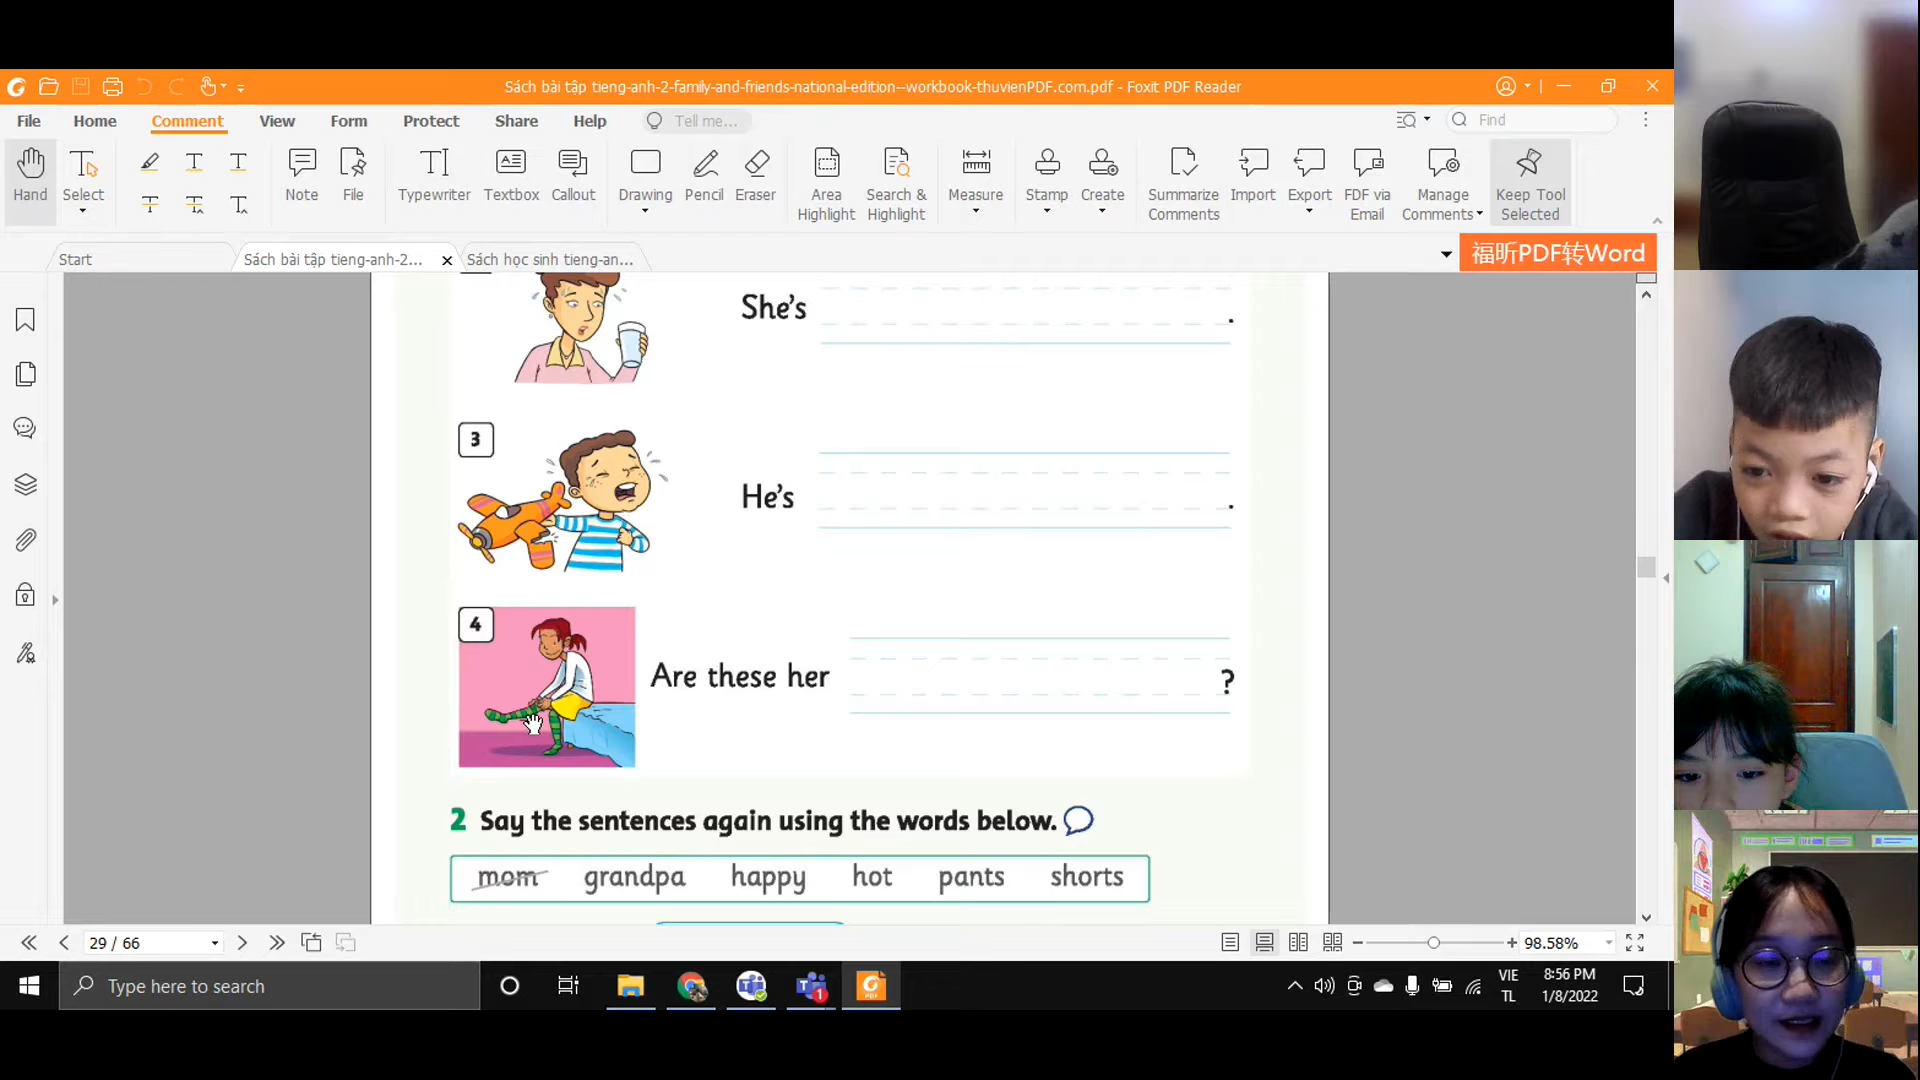 Sách bài tập tieng-anh-2-family-and-friends-national-edition--workbook-thuvienPDF.com.pdf - Foxit PDF Reader
File Home Comment View Form Protect Share Help Tell me... Find
Hand Select Note File Typewriter Textbox Callout Drawing Pencil Eraser Area Highlight Search & Highlight Measure Stamp Create Summarize Comments Import Export FDF via Email Manage Comments Keep Tool Selected
Start Sách bài tập tieng-anh-2... Sách học sinh tieng-an... 福昕PDF转Word
She's .
3 He's .
4 Are these her ?
2 Say the sentences again using the words below.
mom grandpa happy hot pants shorts
29 / 66 98.58%
Type here to search 1 VIE 8:56 PM
TL 1/8/2022